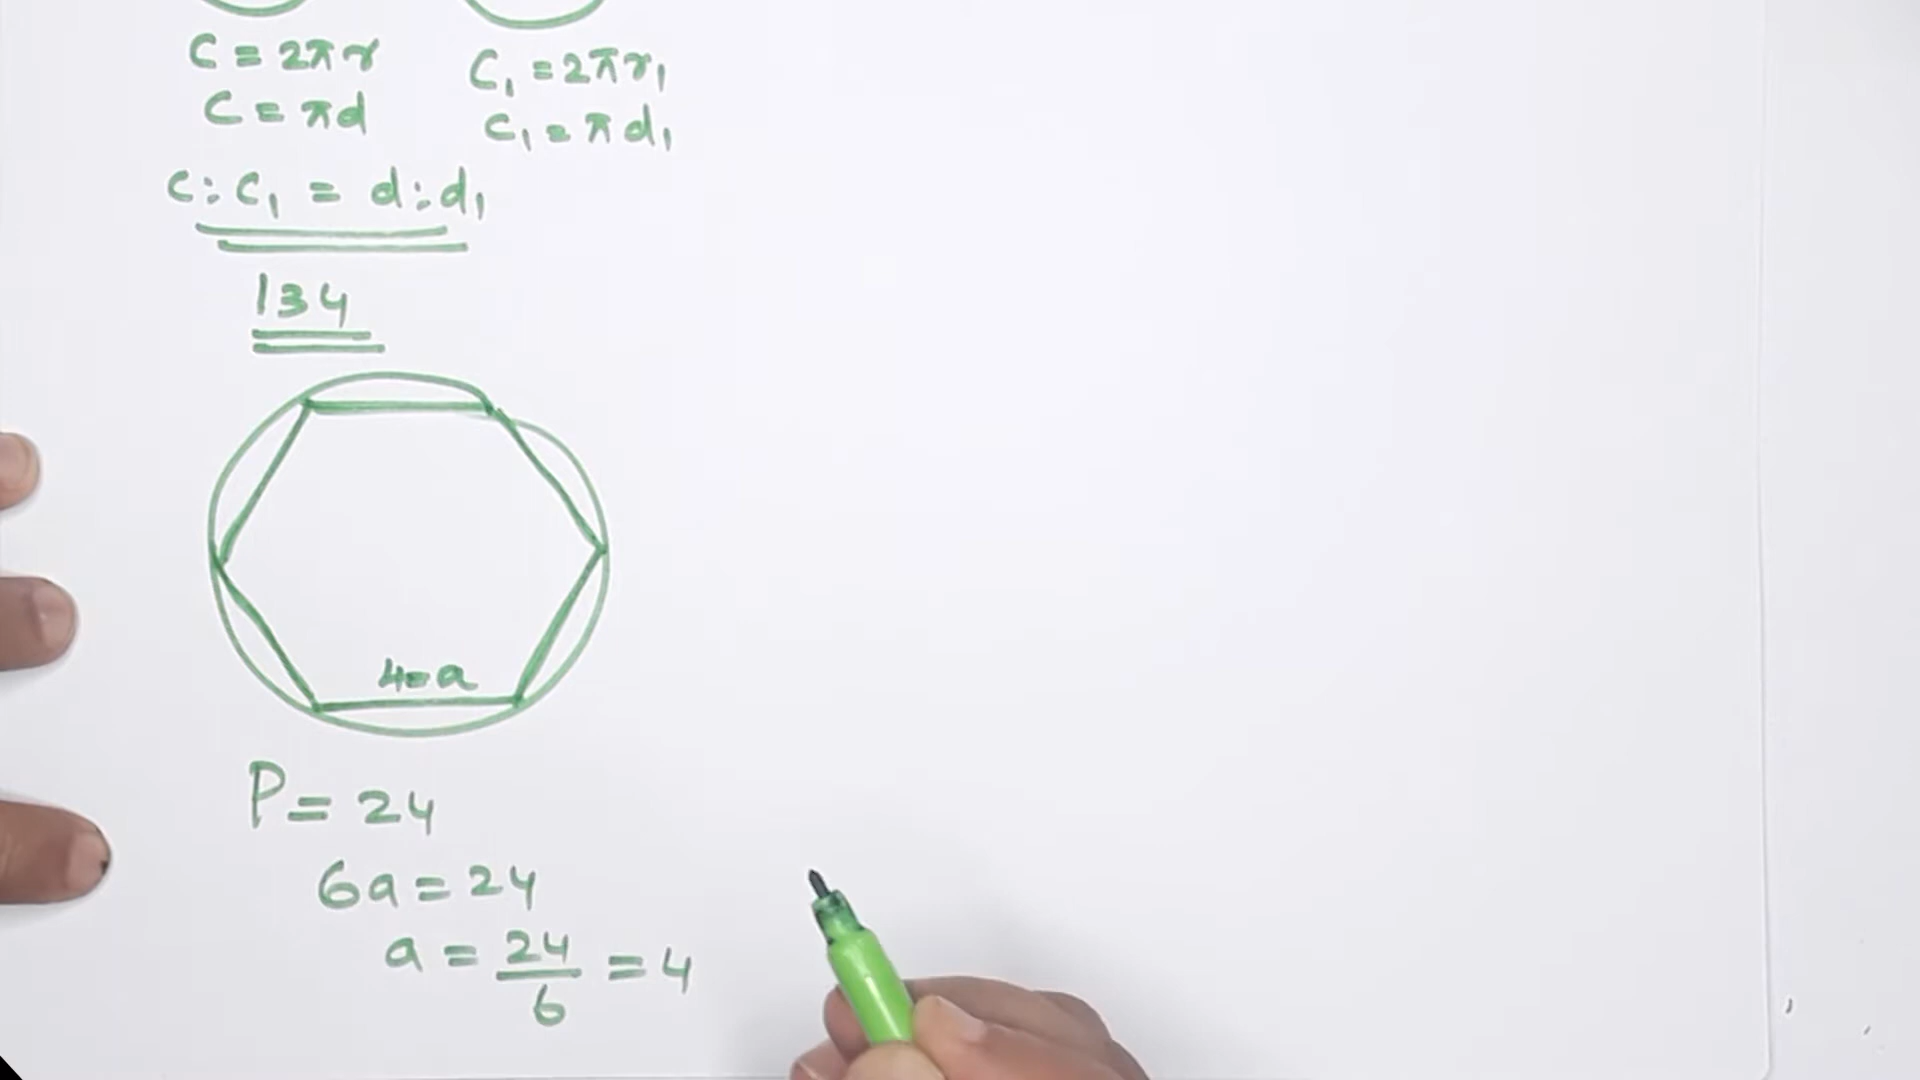 C = 2πr
C₁ = 2πr₁
C = πd
C₁ = πd₁
C : C₁ = d : d₁
134
4 = a
P = 24
6a = 24
a = 24/6 = 4